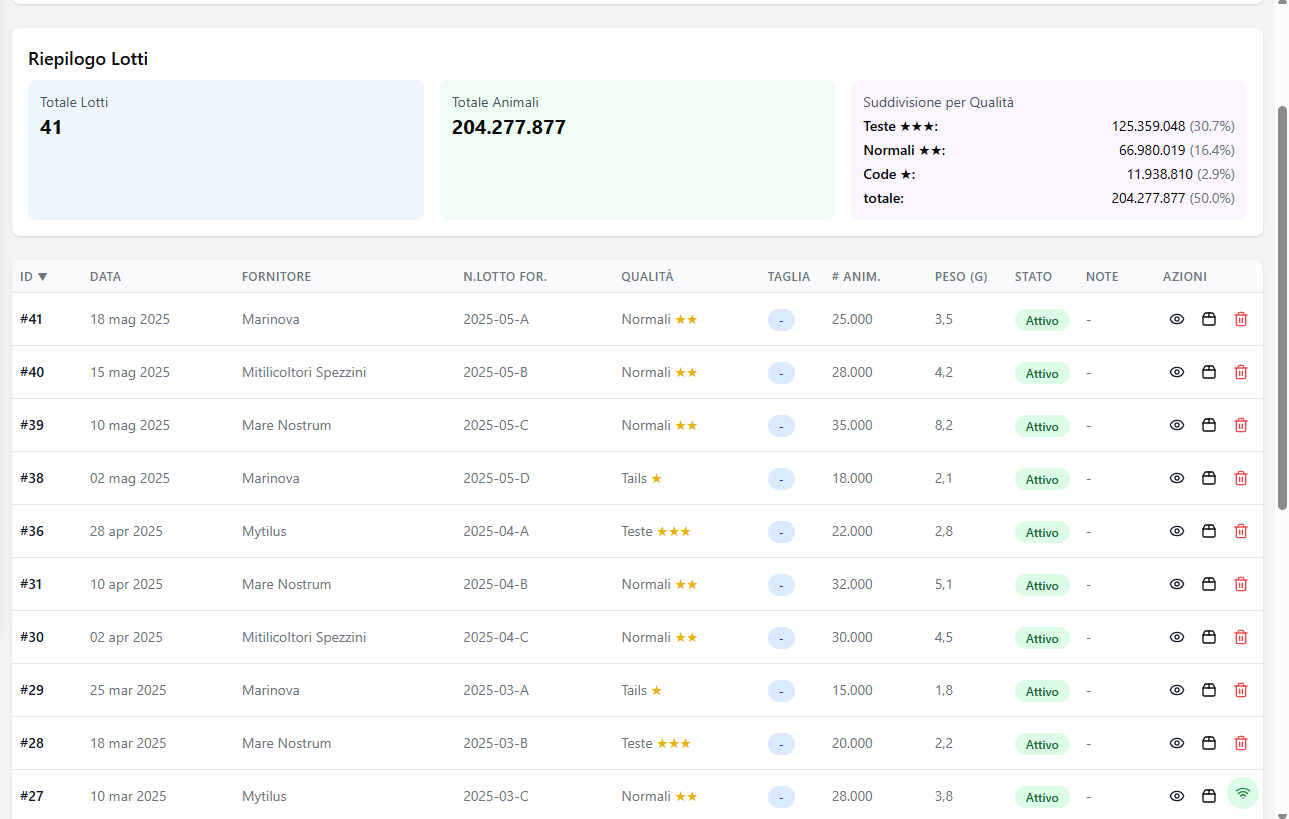 Riepilogo Lotti
Totale Lotti
41
Totale Animali
204.277.877
Suddivisione per Qualità
Teste ★★★: 125.359.048 (30.7%)
Normali ★★: 66.980.019 (16.4%)
Code ★: 11.938.810 (2.9%)
totale: 204.277.877 (50.0%)
ID ▼ DATA FORNITORE N.LOTTO FOR. QUALITÀ TAGLIA # ANIM. PESO (G) STATO NOTE AZIONI
#41 18 mag 2025 Marinova 2025-05-A Normali ★★ - 25.000 3,5 Attivo -
#40 15 mag 2025 Mitilicoltori Spezzini 2025-05-B Normali ★★ - 28.000 4,2 Attivo -
#39 10 mag 2025 Mare Nostrum 2025-05-C Normali ★★ - 35.000 8,2 Attivo -
#38 02 mag 2025 Marinova 2025-05-D Tails ★ - 18.000 2,1 Attivo -
#36 28 apr 2025 Mytilus 2025-04-A Teste ★★★ - 22.000 2,8 Attivo -
#31 10 apr 2025 Mare Nostrum 2025-04-B Normali ★★ - 32.000 5,1 Attivo -
#30 02 apr 2025 Mitilicoltori Spezzini 2025-04-C Normali ★★ - 30.000 4,5 Attivo -
#29 25 mar 2025 Marinova 2025-03-A Tails ★ - 15.000 1,8 Attivo -
#28 18 mar 2025 Mare Nostrum 2025-03-B Teste ★★★ - 20.000 2,2 Attivo -
#27 10 mar 2025 Mytilus 2025-03-C Normali ★★ - 28.000 3,8 Attivo -